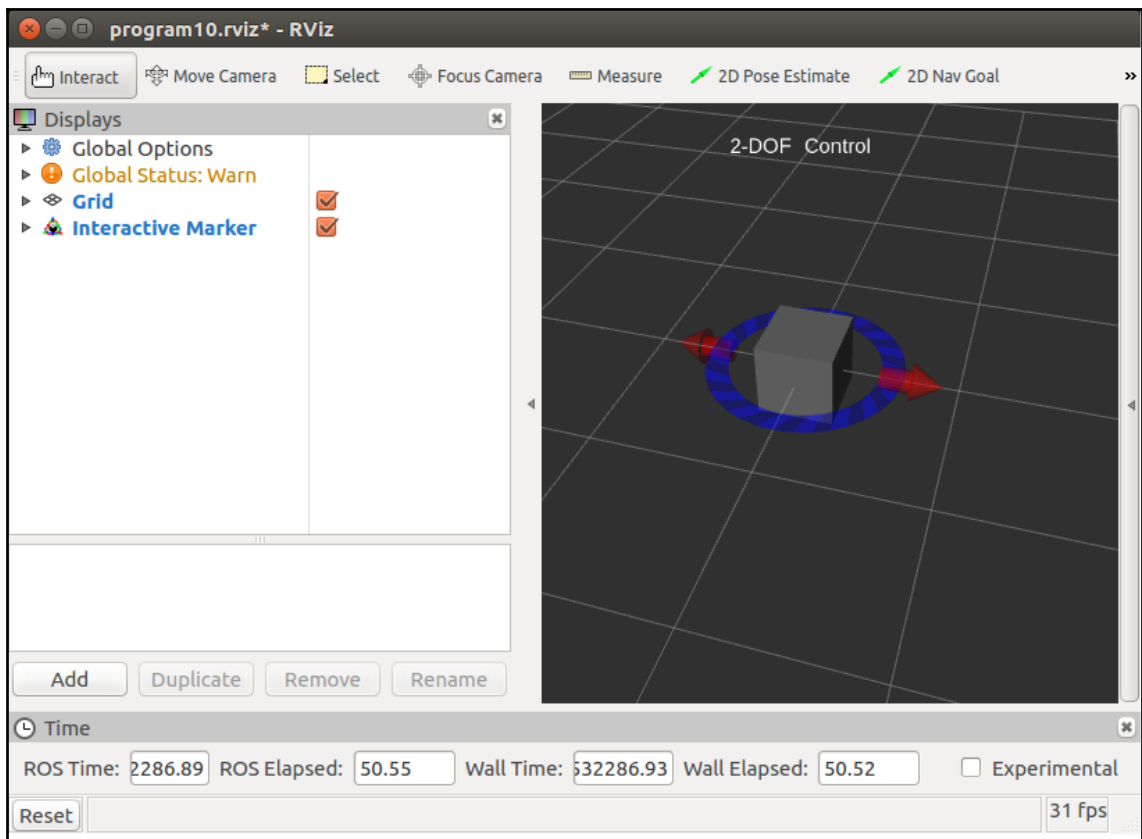 program10.rviz* - RViz
Interact Move Camera Select Focus Camera Measure 2D Pose Estimate 2D Nav Goal »
Displays
Global Options
Global Status: Warn
Grid
Interactive Marker
2-DOF Control
Add Duplicate Remove Rename
Time
ROS Time: 2286.89 ROS Elapsed: 50.55 Wall Time: 532286.93 Wall Elapsed: 50.52 Experimental
Reset 31 fps